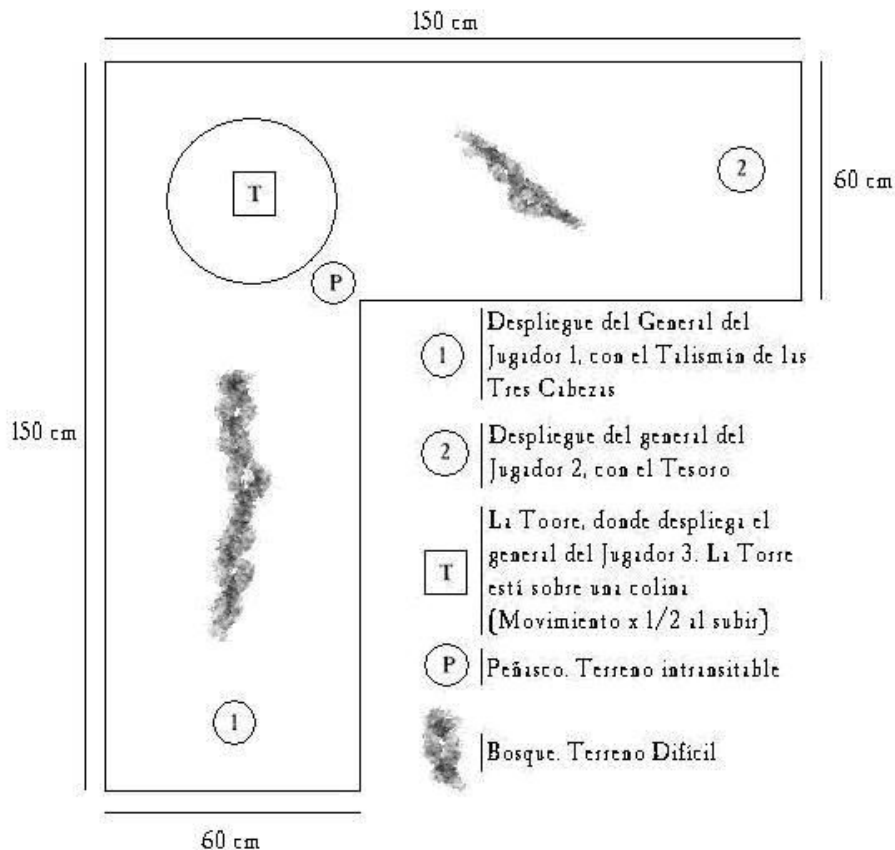 150 cm
T
2
60 cm
P
1
Despliegue del General del
Jugador 1, con el Talismán de las
Tres Cabezas
150 cm
2
Despliegue del general del
Jugador 2, con el Tesoro
T
La Toore, donde despliega el
general del Jugador 3. La Torre
está sobre una colina
(Movimiento x 1/2 al subir)
P
Peñasco. Terreno intransitable
1
Bosque. Terreno Difícil
60 cm